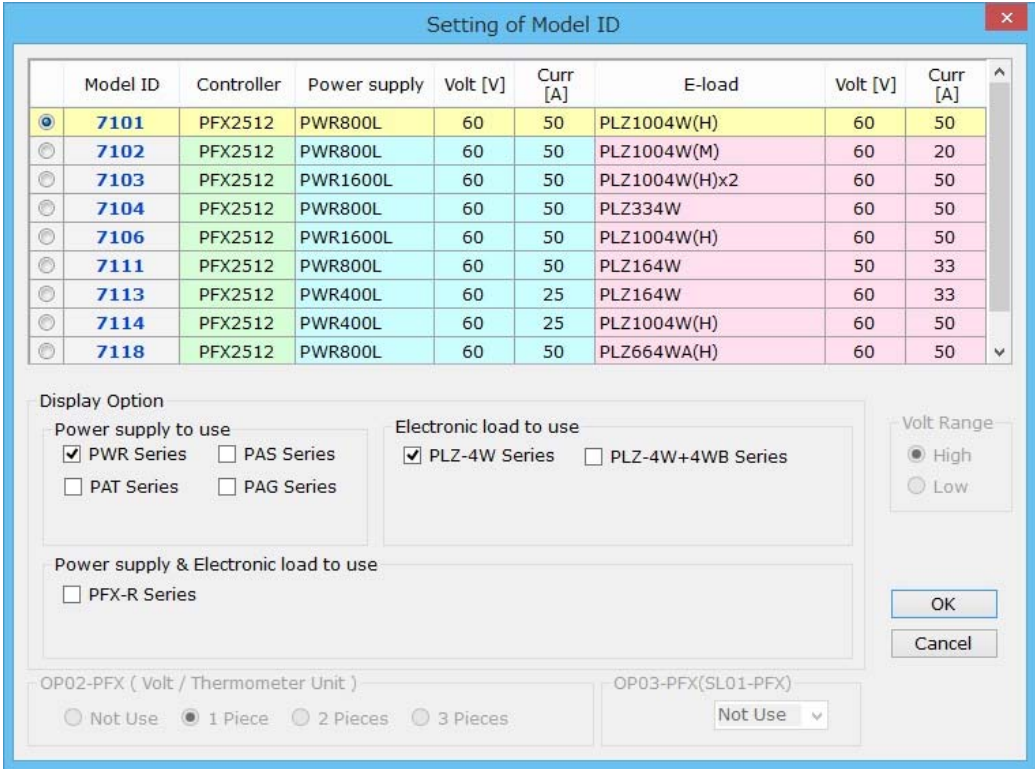 Setting of Model ID
Model ID Controller Power supply Volt [V] Curr [A] E-load Volt [V] Curr [A]
7101 PFX2512 PWR800L 60 50 PLZ1004W(H) 60 50
7102 PFX2512 PWR800L 60 50 PLZ1004W(M) 60 20
7103 PFX2512 PWR1600L 60 50 PLZ1004W(H)x2 60 50
7104 PFX2512 PWR800L 60 50 PLZ334W 60 50
7106 PFX2512 PWR1600L 60 50 PLZ1004W(H) 60 50
7111 PFX2512 PWR800L 60 50 PLZ164W 50 33
7113 PFX2512 PWR400L 60 25 PLZ164W 60 33
7114 PFX2512 PWR400L 60 25 PLZ1004W(H) 60 50
7118 PFX2512 PWR800L 60 50 PLZ664WA(H) 60 50
Display Option
Power supply to use
PWR Series PAS Series
PAT Series PAG Series
Electronic load to use
PLZ-4W Series PLZ-4W+4WB Series
Volt Range
High
Low
Power supply & Electronic load to use
PFX-R Series
OK
Cancel
OP02-PFX ( Volt / Thermometer Unit )
Not Use 1 Piece 2 Pieces 3 Pieces
OP03-PFX(SL01-PFX)
Not Use